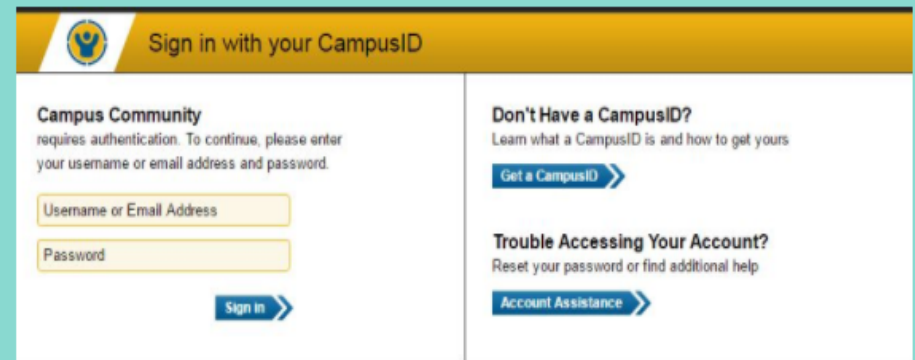 Sign in with your CampusID
Campus Community
requires authentication. To continue, please enter
your username or email address and password.
Username or Email Address
Password
Sign in
Don't Have a CampusID?
Learn what a CampusID is and how to get yours
Get a CampusID
Trouble Accessing Your Account?
Reset your password or find additional help
Account Assistance